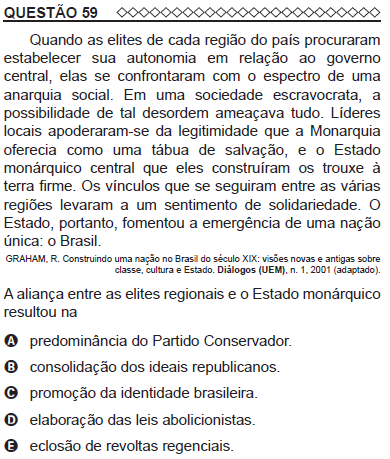 QUESTÃO 59
Quando as elites de cada região do país procuraram
estabelecer sua autonomia em relação ao governo
central, elas se confrontaram com o espectro de uma
anarquia social. Em uma sociedade escravocrata, a
possibilidade de tal desordem ameaçava tudo. Líderes
locais apoderaram-se da legitimidade que a Monarquia
oferecia como uma tábua de salvação, e o Estado
monárquico central que eles construíram os trouxe à
terra firme. Os vínculos que se seguiram entre as várias
regiões levaram a um sentimento de solidariedade. O
Estado, portanto, fomentou a emergência de uma nação
única: o Brasil.
GRAHAM, R. Construindo uma nação no Brasil do século XIX: visões novas e antigas sobre
classe, cultura e Estado. Diálogos (UEM), n. 1, 2001 (adaptado).
A aliança entre as elites regionais e o Estado monárquico
resultou na
A predominância do Partido Conservador.
B consolidação dos ideais republicanos.
C promoção da identidade brasileira.
D elaboração das leis abolicionistas.
E eclosão de revoltas regenciais.